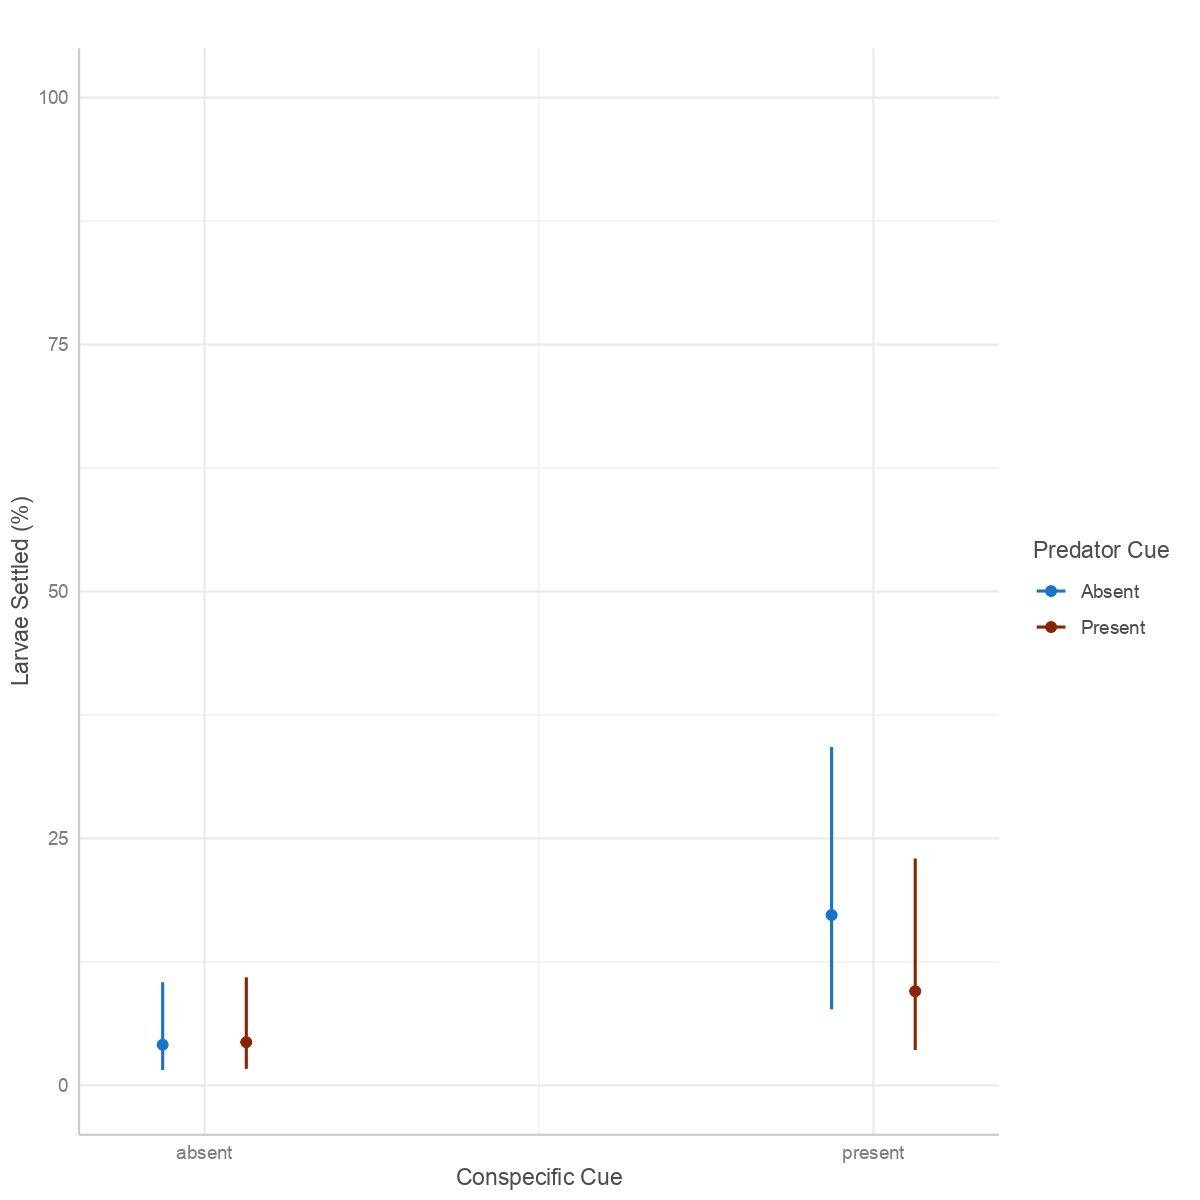 100
75
50
25
0
Larvae Settled (%)
absent
present
Conspecific Cue
Predator Cue
Absent
Present